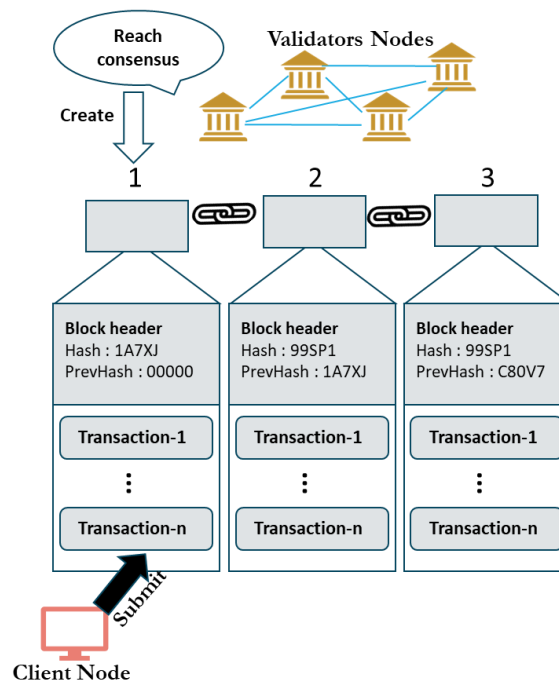 Reach
consensus
Validators Nodes
Create
1
2
3
Block header
Hash : 1A7XJ
PrevHash : 00000
Transaction-1
Transaction-n
Block header
Hash : 99SP1
PrevHash : 1A7XJ
Transaction-1
Transaction-n
Block header
Hash : 99SP1
PrevHash : C80V7
Transaction-1
Transaction-n
Submit
Client Node